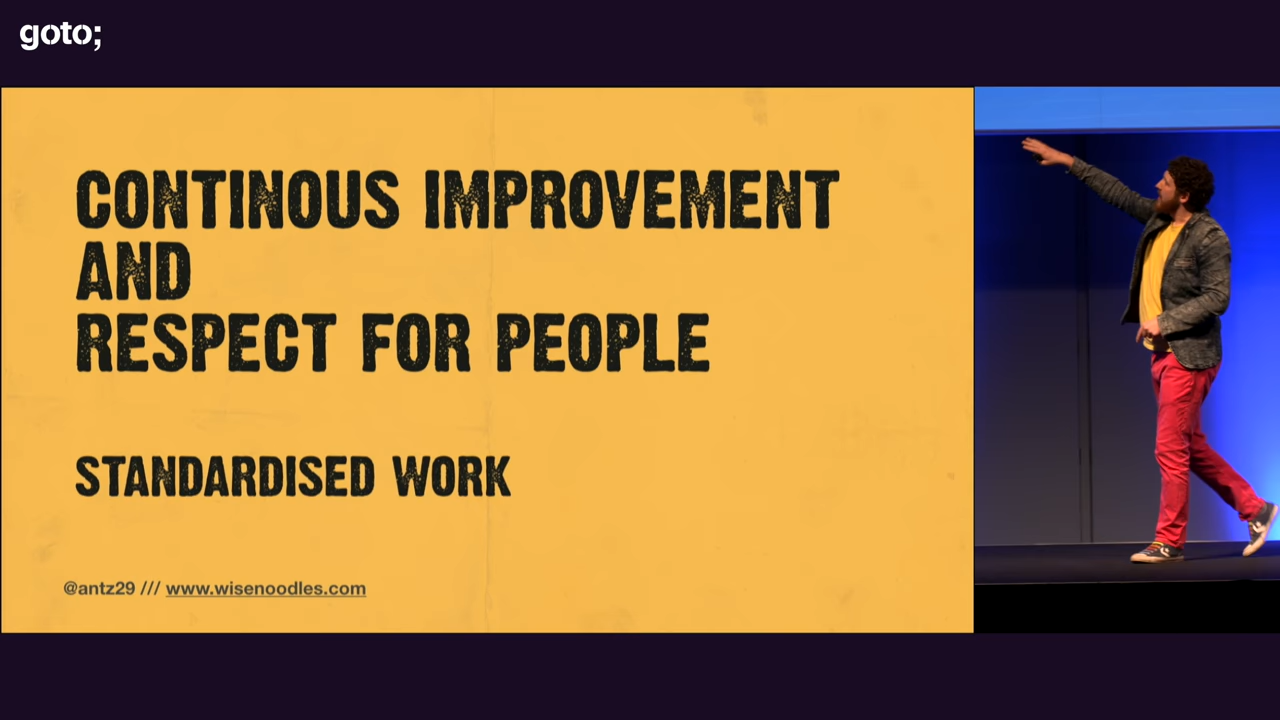 goto;
CONTINOUS IMPROVEMENT
AND
RESPECT FOR PEOPLE
STANDARDISED WORK
@antz29 /// www.wisenoodles.com